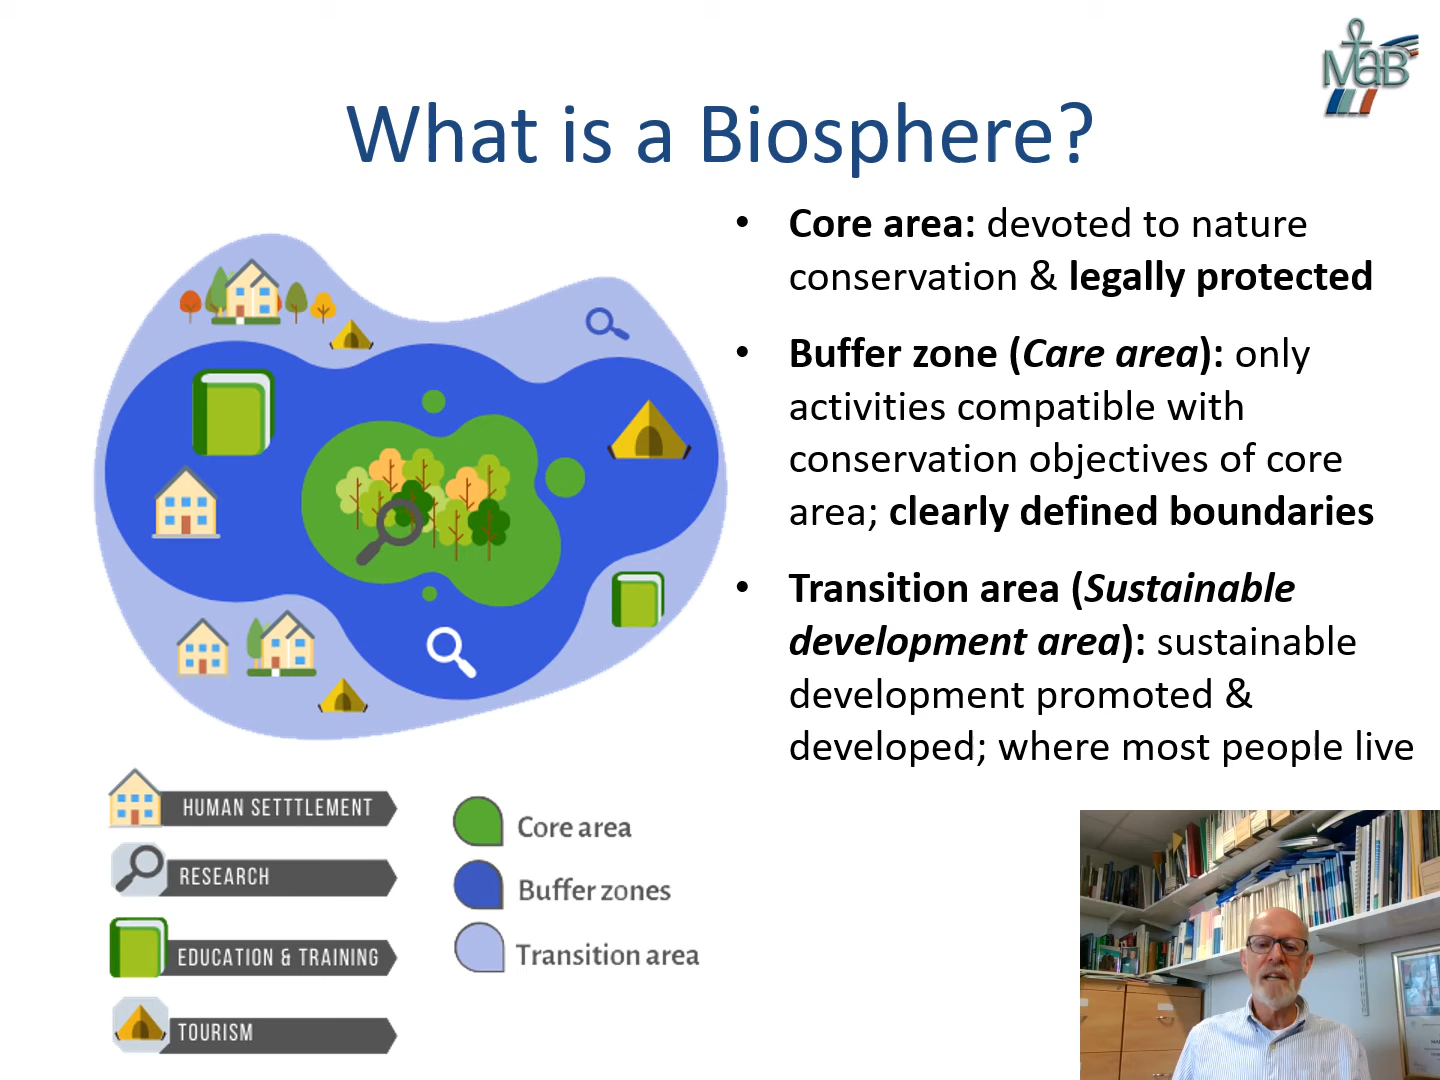 MaB
What is a Biosphere?
• Core area: devoted to nature
conservation & legally protected
• Buffer zone (Care area): only
activities compatible with
conservation objectives of core
area; clearly defined boundaries
• Transition area (Sustainable
development area): sustainable
development promoted &
developed; where most people live
HUMAN SETTTLEMENT
RESEARCH
EDUCATION & TRAINING
TOURISM
Core area
Buffer zones
Transition area